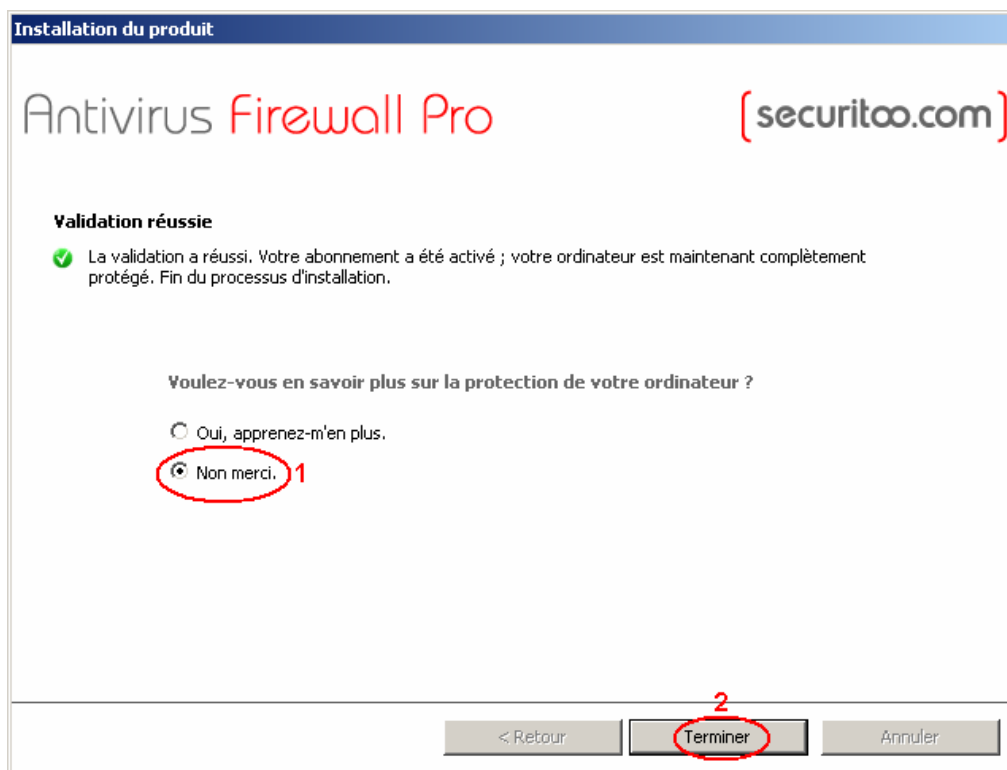 Installation du produit
Antivirus Firewall Pro
[securitoo.com]
Validation réussie
La validation a réussi. Votre abonnement a été activé ; votre ordinateur est maintenant complètement
protégé. Fin du processus d'installation.
Voulez-vous en savoir plus sur la protection de votre ordinateur ?
Oui, apprenez-m'en plus.
Non merci. 1
2
< Retour Terminer Annuler